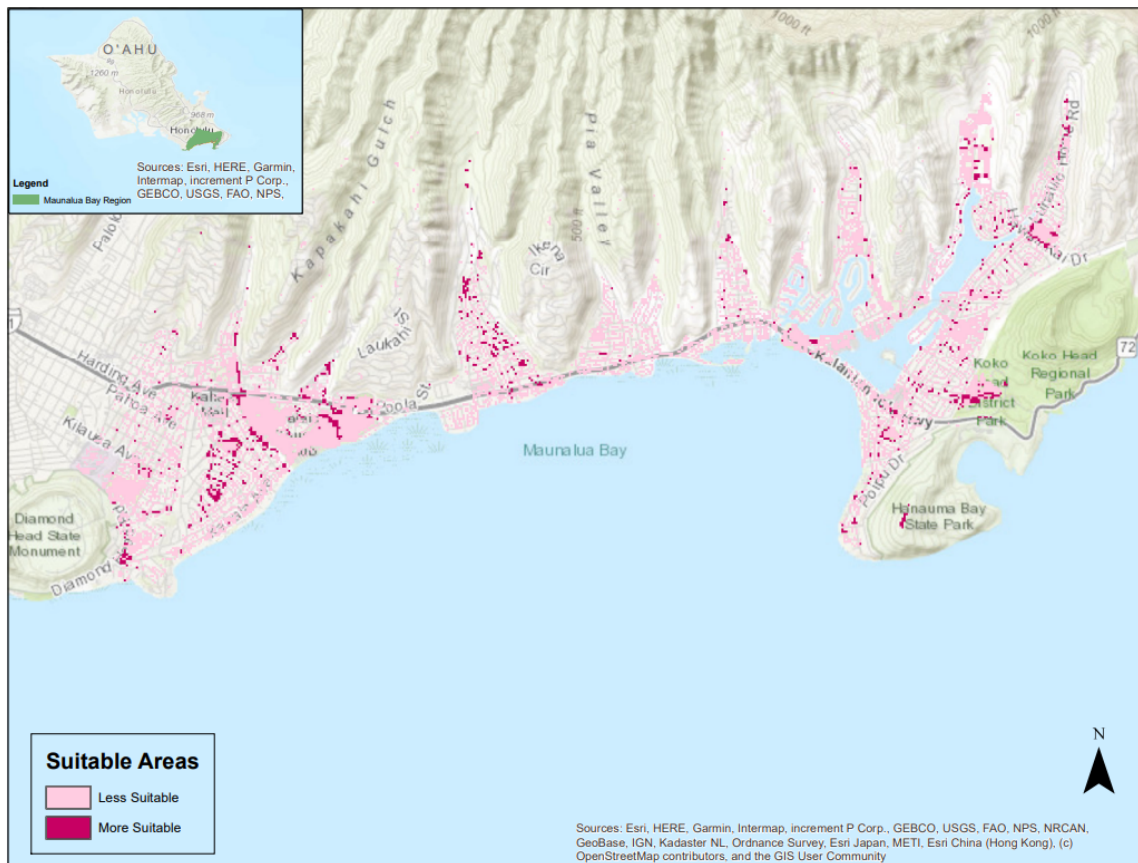 O'AHU
1260 m
Honolulu
968 m
Honolulu
Sources: Esri, HERE, Garmin,
Intermap, increment P Corp.,
GEBCO, USGS, FAO, NPS,
Legend
Maunalua Bay Region
1000 ft
1000 ft
Kapakahi Gulch
Pia Valley
500 ft
Ikena
Cir
Laukahi St
Harding Ave
Pahoa Ave
Kilauea Ave
72
Koko Head
Regional
Park
Koko
District
Park
Maunalua Bay
Poipu Dr
Hanauma Bay
State Park
Diamond
Head State
Monument
Suitable Areas
Less Suitable
More Suitable
N
Sources: Esri, HERE, Garmin, Intermap, increment P Corp., GEBCO, USGS, FAO, NPS, NRCAN,
GeoBase, IGN, Kadaster NL, Ordnance Survey, Esri Japan, METI, Esri China (Hong Kong), (c)
OpenStreetMap contributors, and the GIS User Community